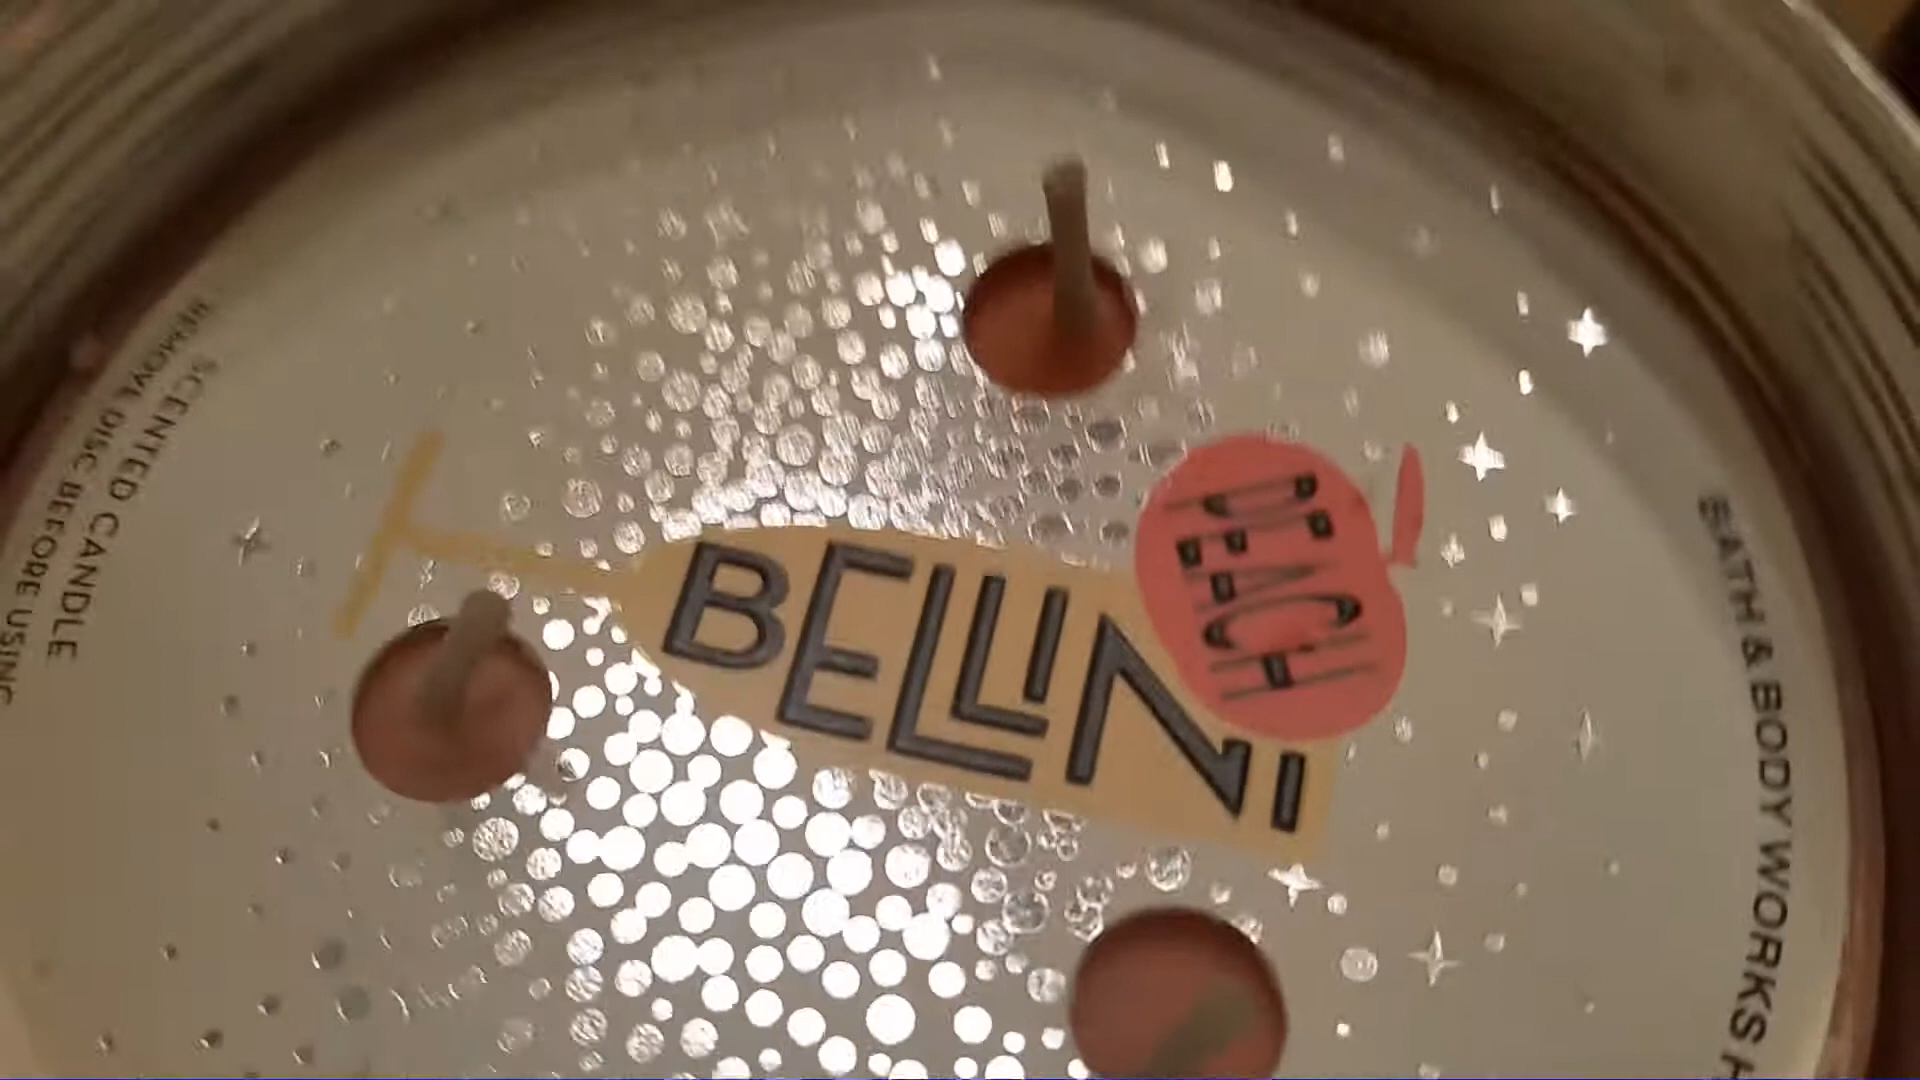 PEACH
BELLINI
SCENTED CANDLE
REMOVE DISC BEFORE USING
BATH & BODY WORKS